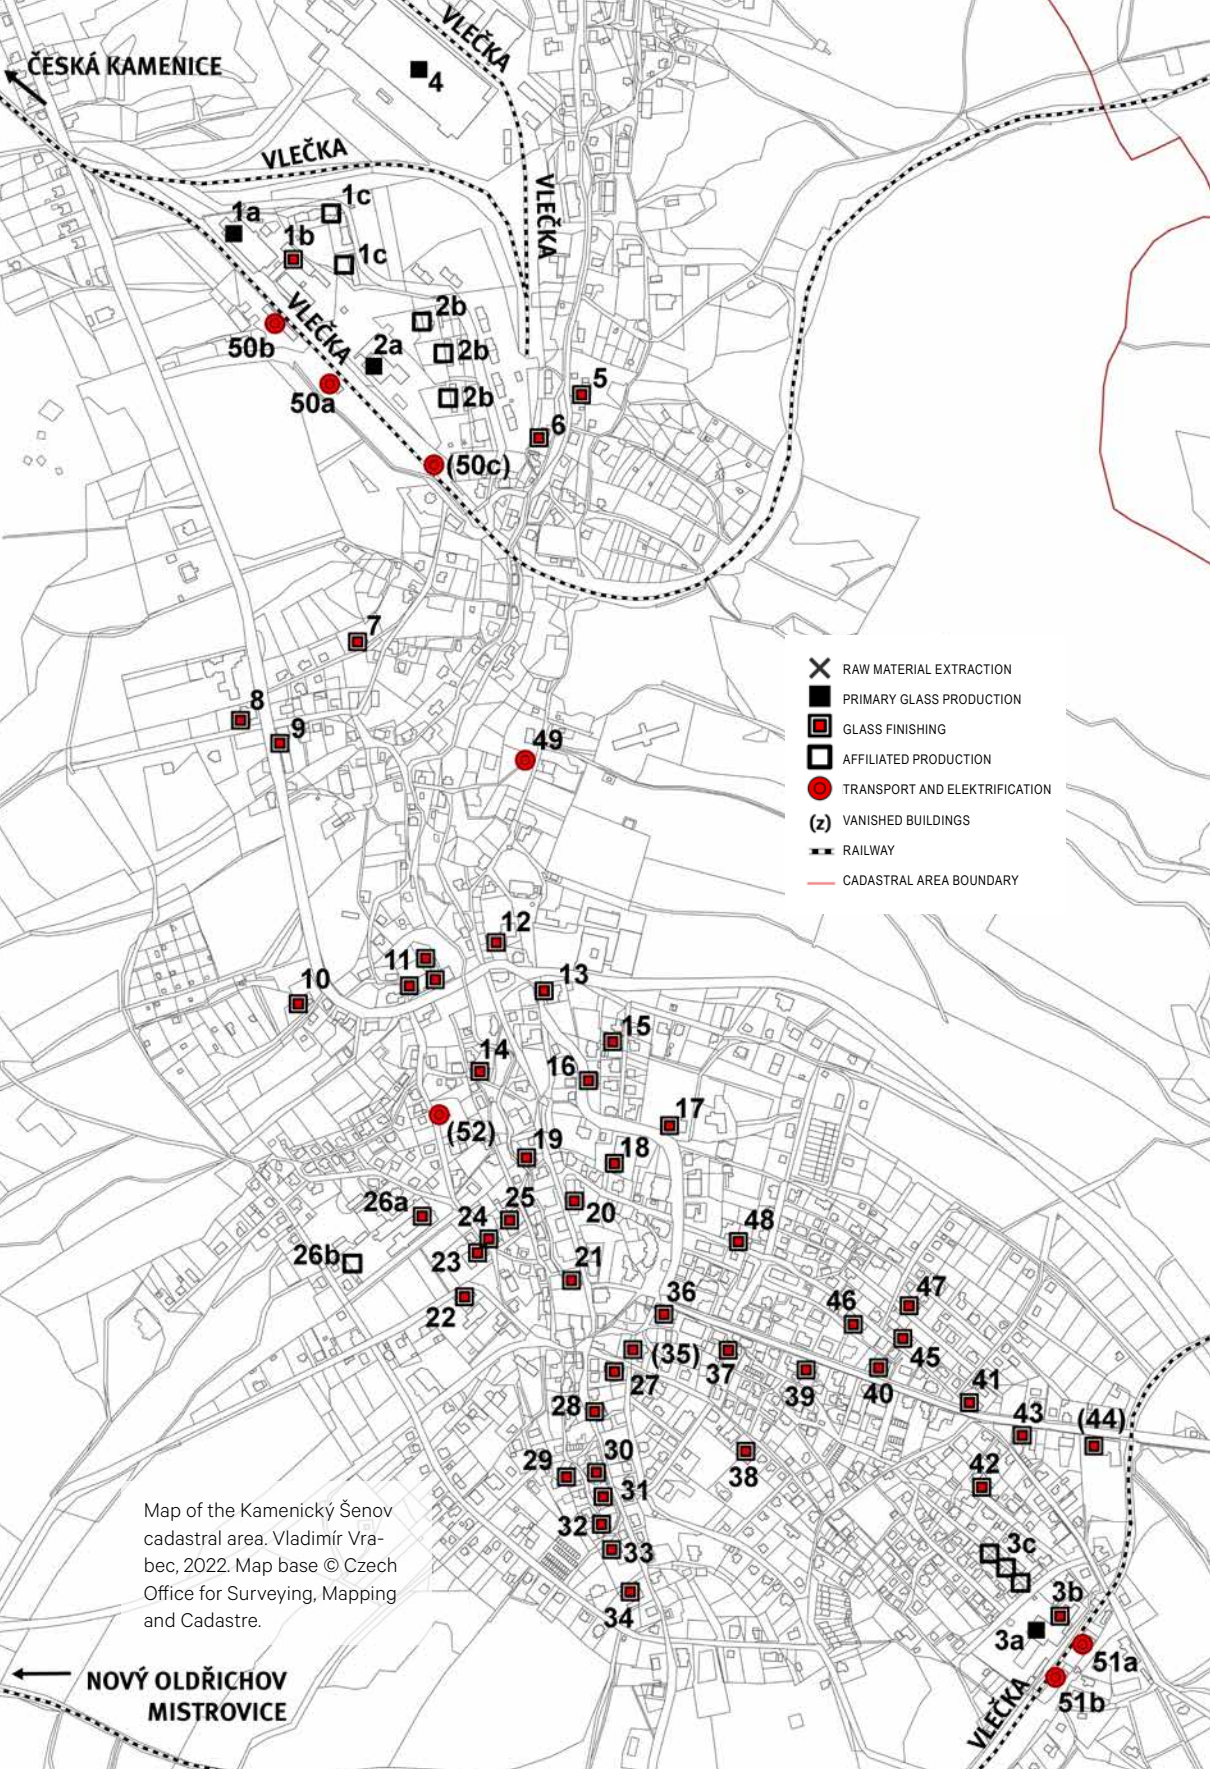 VLEČKA
ČESKÁ KAMENICE
4
VLEČKA
VLEČKA
1a
1c
1b
1c
VLEČKA
2b
50b
2a
2b
50a
2b
5
6
(50c)
7
8
9
49
RAW MATERIAL EXTRACTION
PRIMARY GLASS PRODUCTION
GLASS FINISHING
AFFILIATED PRODUCTION
TRANSPORT AND ELEKTRIFICATION
(z) VANISHED BUILDINGS
RAILWAY
CADASTRAL AREA BOUNDARY
12
11
10
13
15
14
16
17
(52)
19
18
26a
25
24
20
48
26b
23
21
22
36
46
47
(35)
37
45
27
39
40
41
28
43
(44)
29
30
38
42
31
32
33
3c
34
3b
3a
51a
51b
VLEČKA
Map of the Kamenický Šenov
cadastral area. Vladimír Vra-
bec, 2022. Map base © Czech
Office for Surveying, Mapping
and Cadastre.
NOVÝ OLDŘICHOV
MISTROVICE